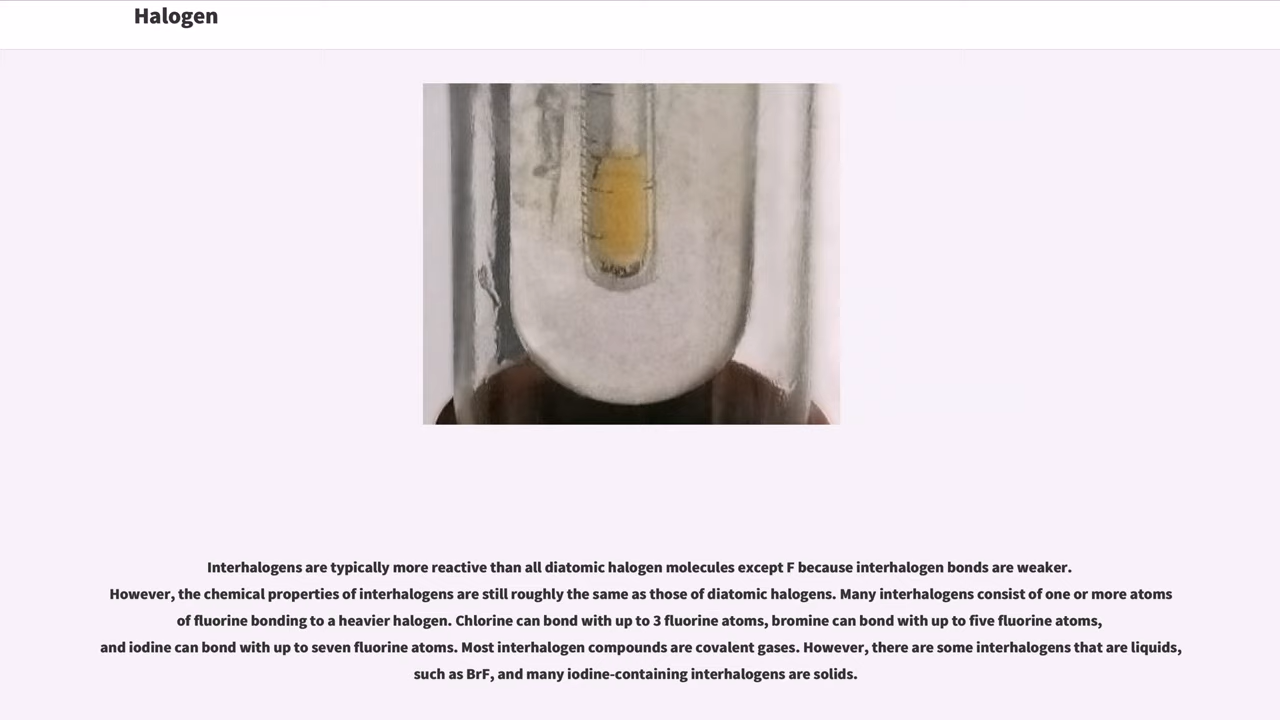 Halogen
Interhalogens are typically more reactive than all diatomic halogen molecules except F because interhalogen bonds are weaker.
However, the chemical properties of interhalogens are still roughly the same as those of diatomic halogens. Many interhalogens consist of one or more atoms
of fluorine bonding to a heavier halogen. Chlorine can bond with up to 3 fluorine atoms, bromine can bond with up to five fluorine atoms,
and iodine can bond with up to seven fluorine atoms. Most interhalogen compounds are covalent gases. However, there are some interhalogens that are liquids,
such as BrF, and many iodine-containing interhalogens are solids.